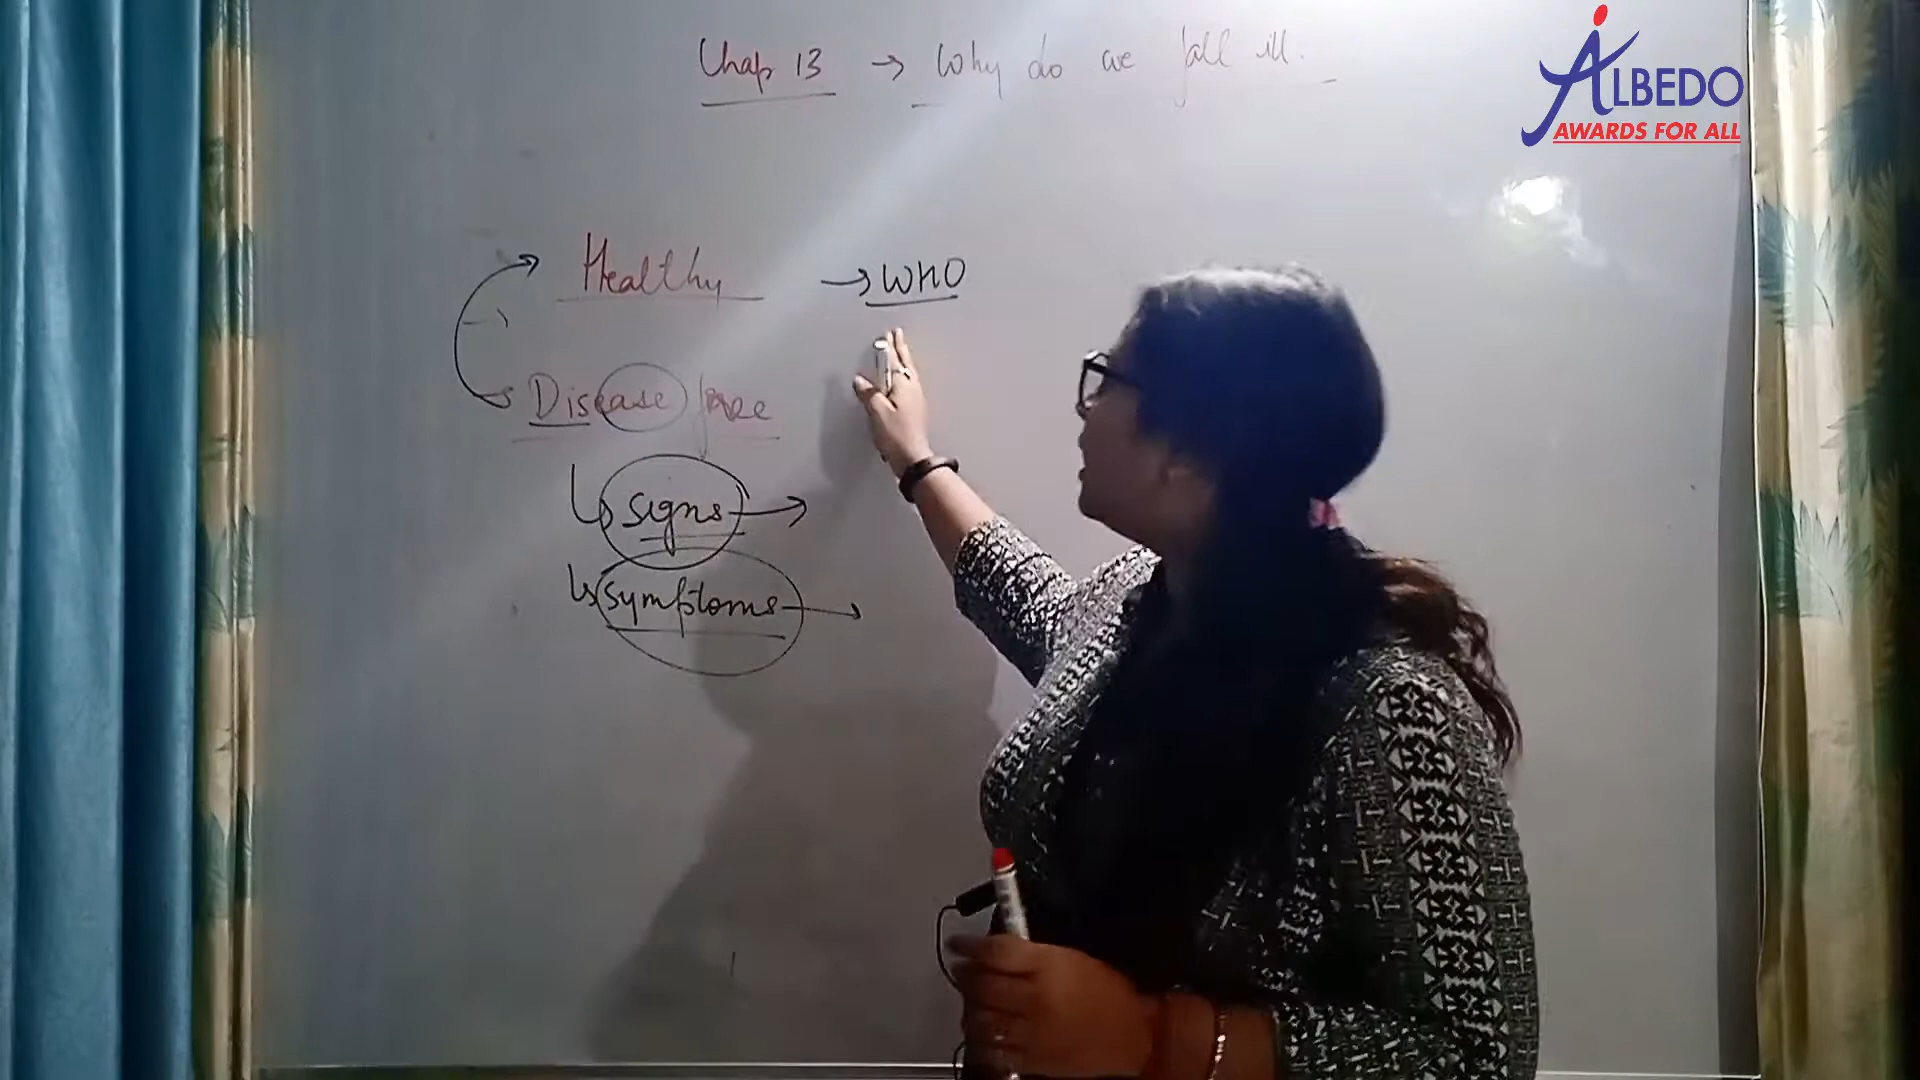 Chap 13 → Why do we fall ill.
ALBEDO
AWARDS FOR ALL
Healthy → WHO
Disease free
signs →
symptoms →